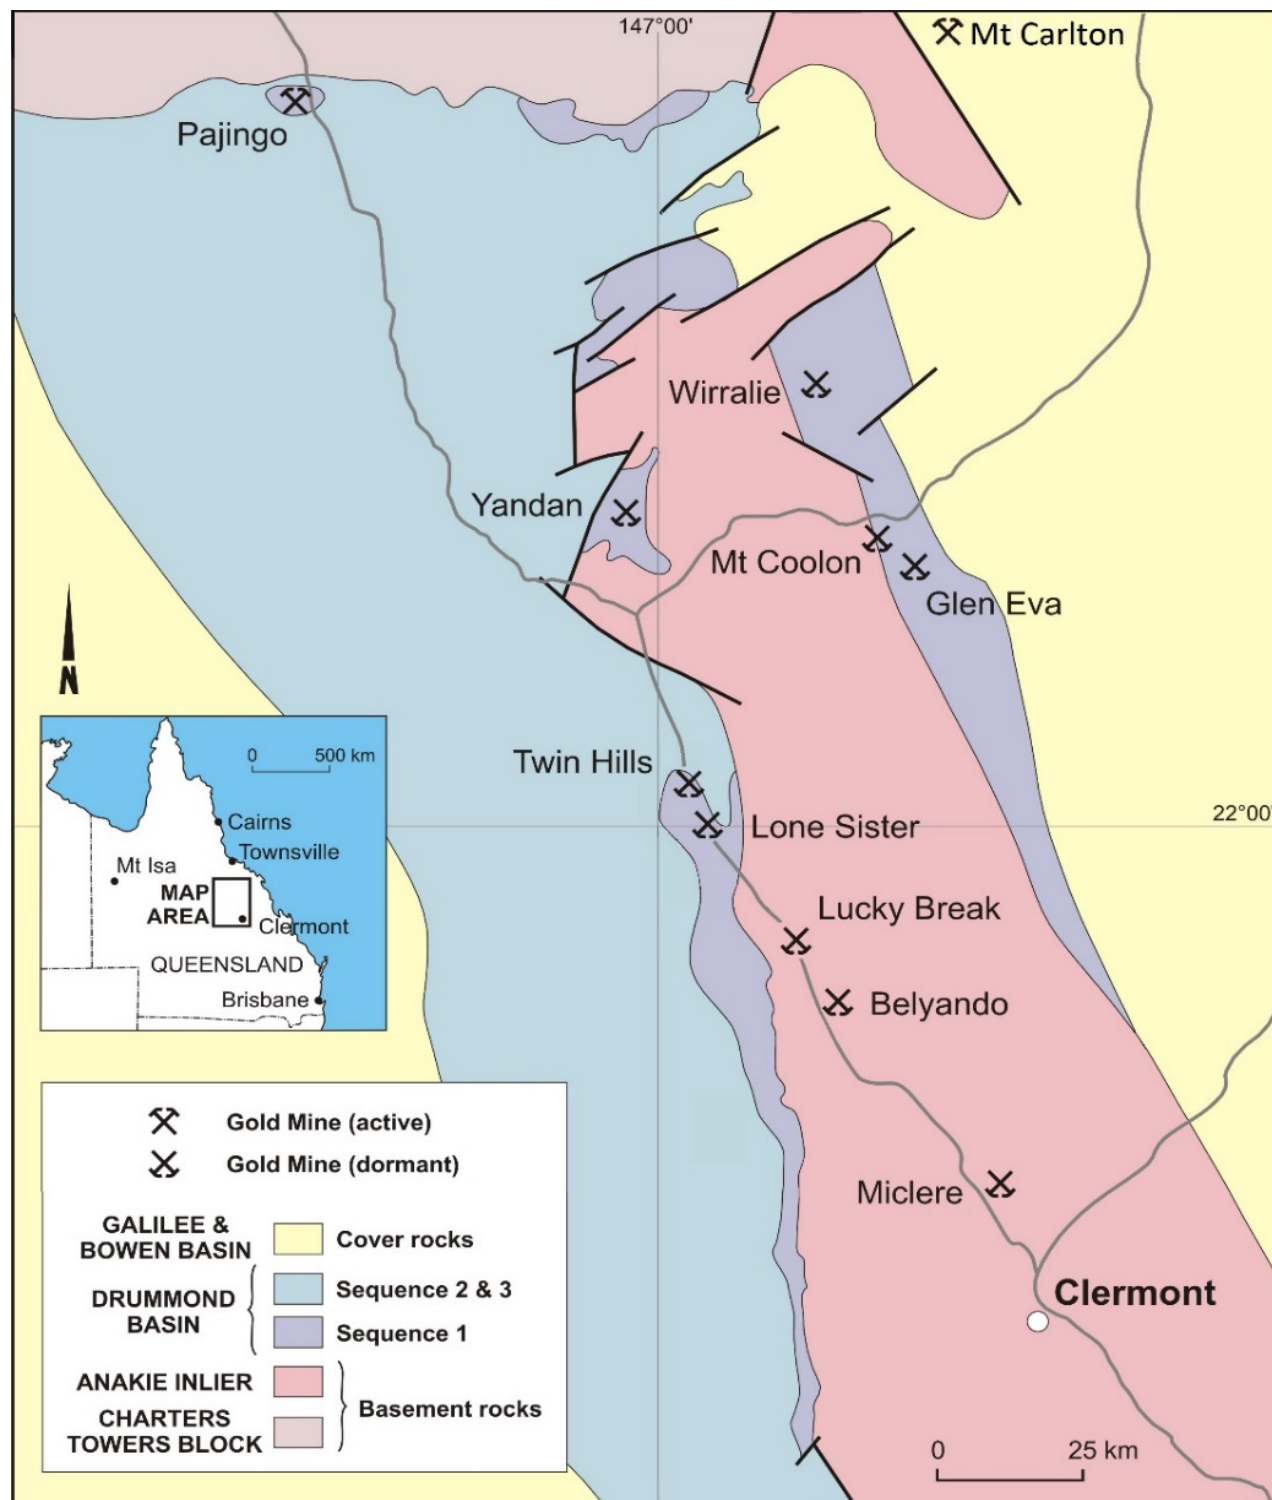 147°00'
Mt Carlton
Pajingo
Wirralie
Yandan
Mt Coolon
Glen Eva
N
Twin Hills
22°00'
Lone Sister
Lucky Break
Belyando
Miclere
Clermont
0 25 km
0 500 km
Cairns
Townsville
Mt Isa
MAP
AREA
Clermont
QUEENSLAND
Brisbane
Gold Mine (active)
Gold Mine (dormant)
GALILEE &
BOWEN BASIN
Cover rocks
DRUMMOND
BASIN
Sequence 2 & 3
Sequence 1
ANAKIE INLIER
CHARTERS
TOWERS BLOCK
Basement rocks